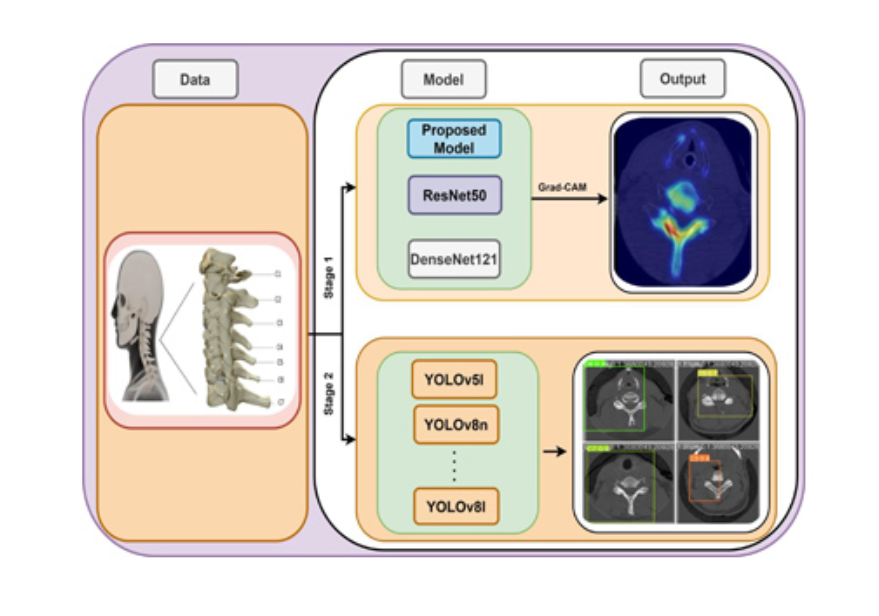 Data
Model
Output
Proposed
Model
ResNet50
DenseNet121
Grad-CAM
Stage 1
Stage 2
YOLOv5l
YOLOv8n
YOLOv8l